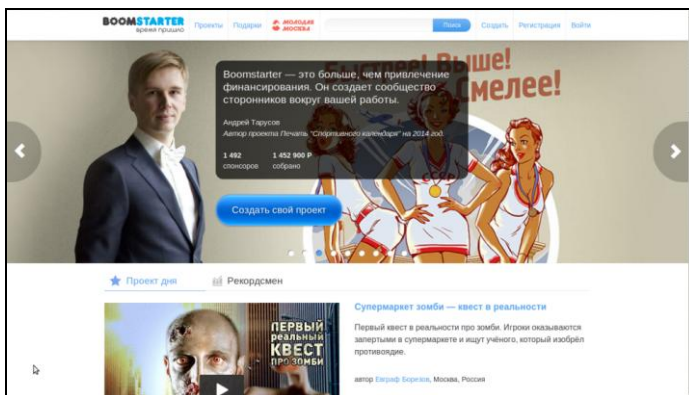 BOOMSTARTER
время пришло
Проекты Подарки МОЛОДАЯ МОСКВА Поиск Создать Регистрация Войти
Быстрее! Выше!
Смелее!
Boomstarter — это больше, чем привлечение
финансирования. Он создает сообщество
сторонников вокруг вашей работы.
Андрей Тарусов
Автор проекта Печать "Спортивного календаря" на 2014 год.
1 492 1 452 900 Р
спонсоров собрано
СССР
Создать свой проект
Проект дня Рекордсмен
ПЕРВЫЙ
реальный
КВЕСТ
ПРО ЗОМБИ
Супермаркет зомби — квест в реальности
Первый квест в реальности про зомби. Игроки оказываются
запертыми в супермаркете и ищут учёного, который изобрёл
противоядие.
автор Евграф Борезов, Москва, Россия